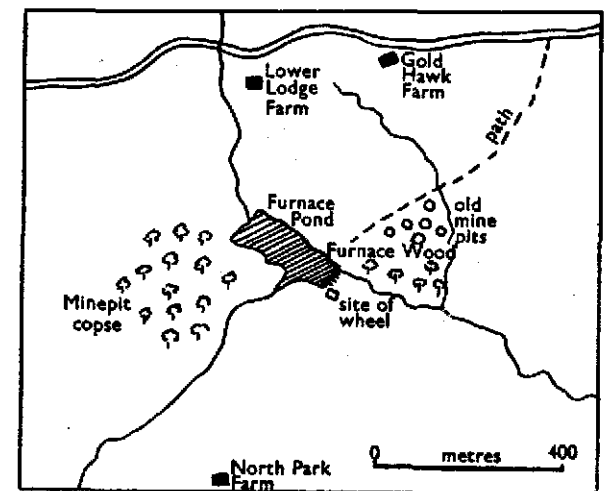 Lower
Lodge
Farm
Gold
Hawk
Farm
path
Furnace
Pond
old
mine
pits
Furnace Wood
Minepit
copse
site of
wheel
0 metres 400
North Park
Farm